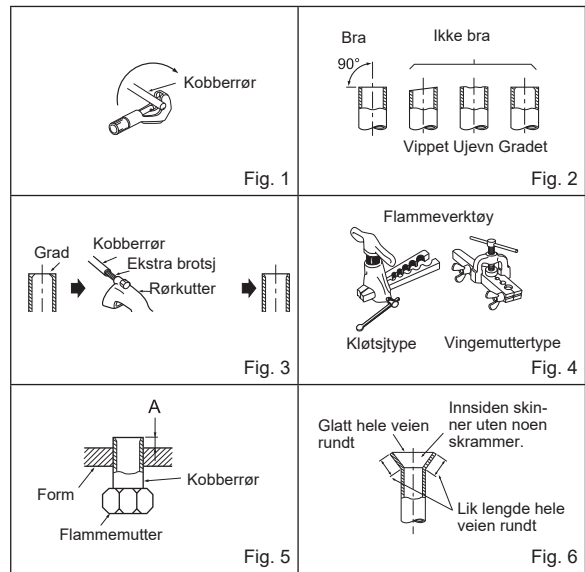 Kobberrør
Fig. 1
Bra
Ikke bra
90°
Vippet Ujevn Gradet
Fig. 2
Grad
Kobberrør
Ekstra brotsj
Rørkutter
Fig. 3
Flammeverktøy
Kløtsjtype
Vingemuttertype
Fig. 4
A
Form
Kobberrør
Flammemutter
Fig. 5
Glatt hele veien
rundt
Innsiden skin-
ner uten noen
skrammer.
Lik lengde hele
veien rundt
Fig. 6